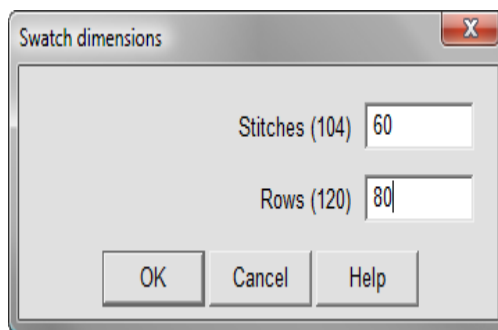 Swatch dimensions X
Stitches (104) 60
Rows (120) 80
OK Cancel Help